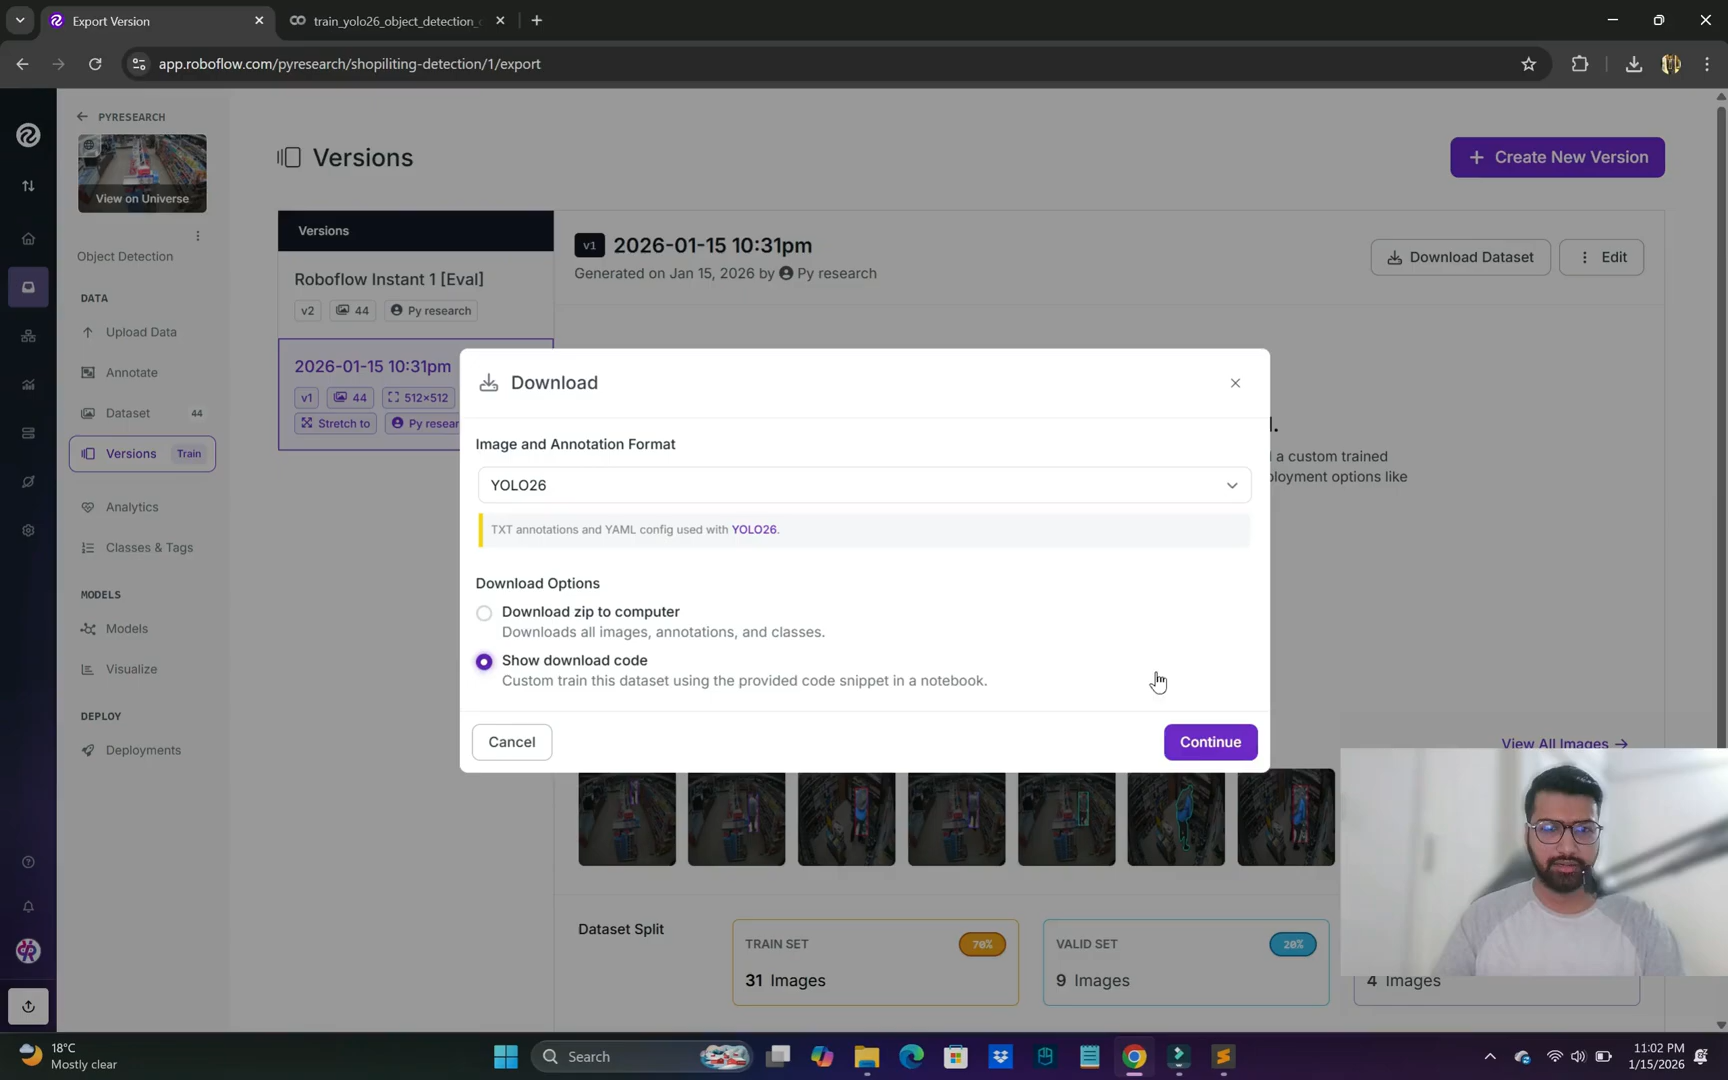 Export Version
train_yolo26_object_detection_
app.roboflow.com/pyresearch/shopiliting-detection/1/export
PYRESEARCH
View on Universe
Object Detection
DATA
Upload Data
Annotate
Dataset 44
Versions Train
Analytics
Classes & Tags
MODELS
Models
Visualize
DEPLOY
Deployments
Versions
+ Create New Version
Versions
Roboflow Instant 1 [Eval]
v2 44 Py research
2026-01-15 10:31pm
v1 44 512×512
Stretch to Py resear
v1 2026-01-15 10:31pm
Generated on Jan 15, 2026 by Py research
Download Dataset
Edit
a custom trained
ployment options like
Download
Image and Annotation Format
YOLO26
TXT annotations and YAML config used with YOLO26.
Download Options
Download zip to computer
Downloads all images, annotations, and classes.
Show download code
Custom train this dataset using the provided code snippet in a notebook.
Cancel
Continue
View All Images →
Dataset Split
TRAIN SET 70%
31 Images
VALID SET 20%
9 Images
4 Images
18°C
Mostly clear
Search
11:02 PM
1/15/2026